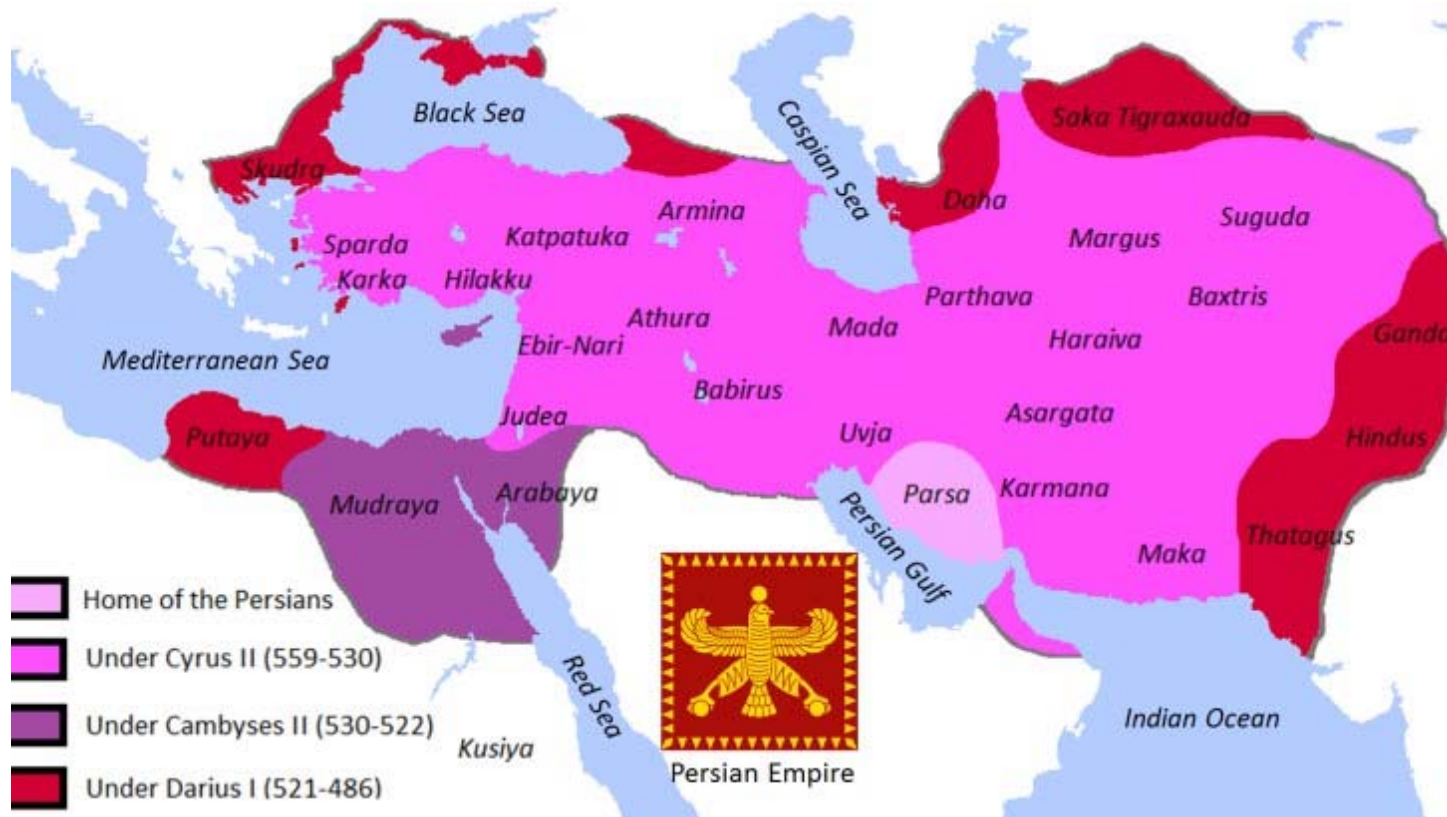 Black Sea
Caspian Sea
Saka Tigraxauda
Skudra
Daha
Armina
Suguda
Katpatuka
Margus
Sparda
Karka
Hilakku
Parthava
Baxtris
Athura
Mada
Haraiva
Ebir-Nari
Mediterranean Sea
Babirus
Asargata
Judea
Uvja
Putaya
Hindus
Mudraya
Arabaya
Parsa
Karmana
Persian Gulf
Thatagus
Maka
Home of the Persians
Under Cyrus II (559-530)
Red Sea
Under Cambyses II (530-522)
Kusiya
Indian Ocean
Persian Empire
Under Darius I (521-486)